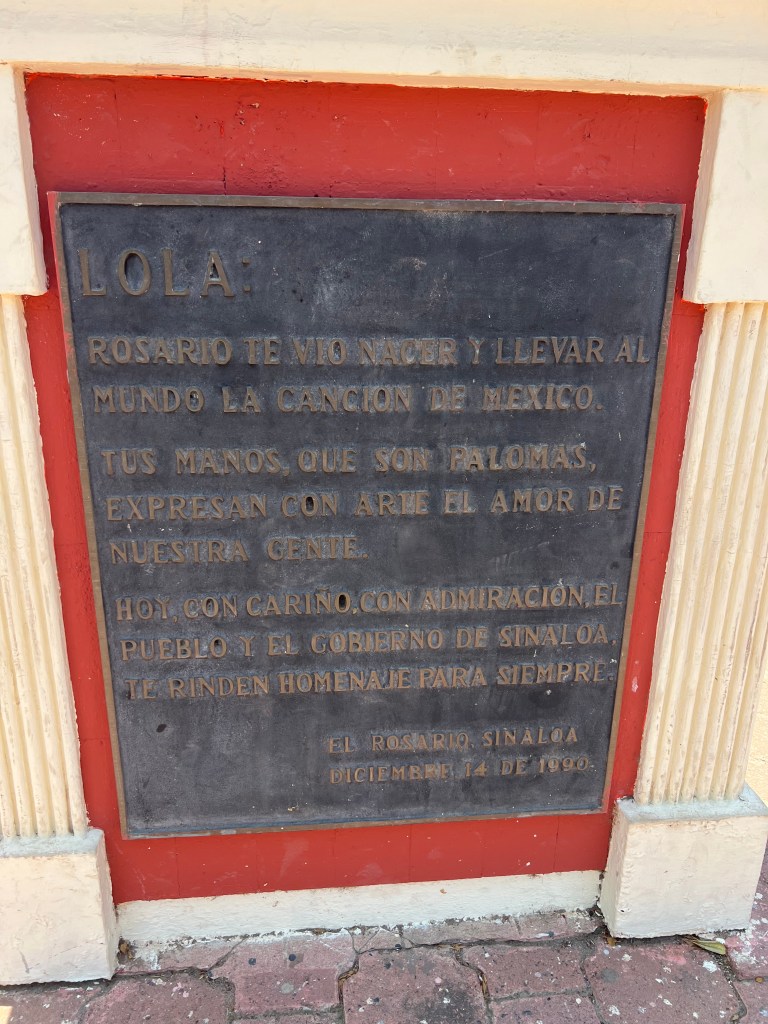 LOLA:
ROSARIO TE VIO NACER Y LLEVAR AL
MUNDO LA CANCION DE MEXICO.
TUS MANOS, QUE SON PALOMAS,
EXPRESAN CON ARTE EL AMOR DE
NUESTRA GENTE.
HOY, CON CARIÑO, CON ADMIRACIÓN, EL
PUEBLO Y EL GOBIERNO DE SINALOA,
TE RINDEN HOMENAJE PARA SIEMPRE.
EL ROSARIO, SINALOA
DICIEMBRE 14 DE 1990.